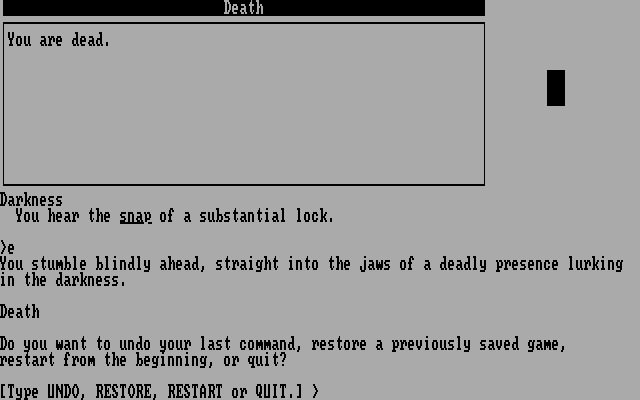 Death
You are dead.
Darkness
You hear the snap of a substantial lock.
>e
You stumble blindly ahead, straight into the jaws of a deadly presence lurking
in the darkness.
Death
Do you want to undo your last command, restore a previously saved game,
restart from the beginning, or quit?
[Type UNDO, RESTORE, RESTART or QUIT.] >